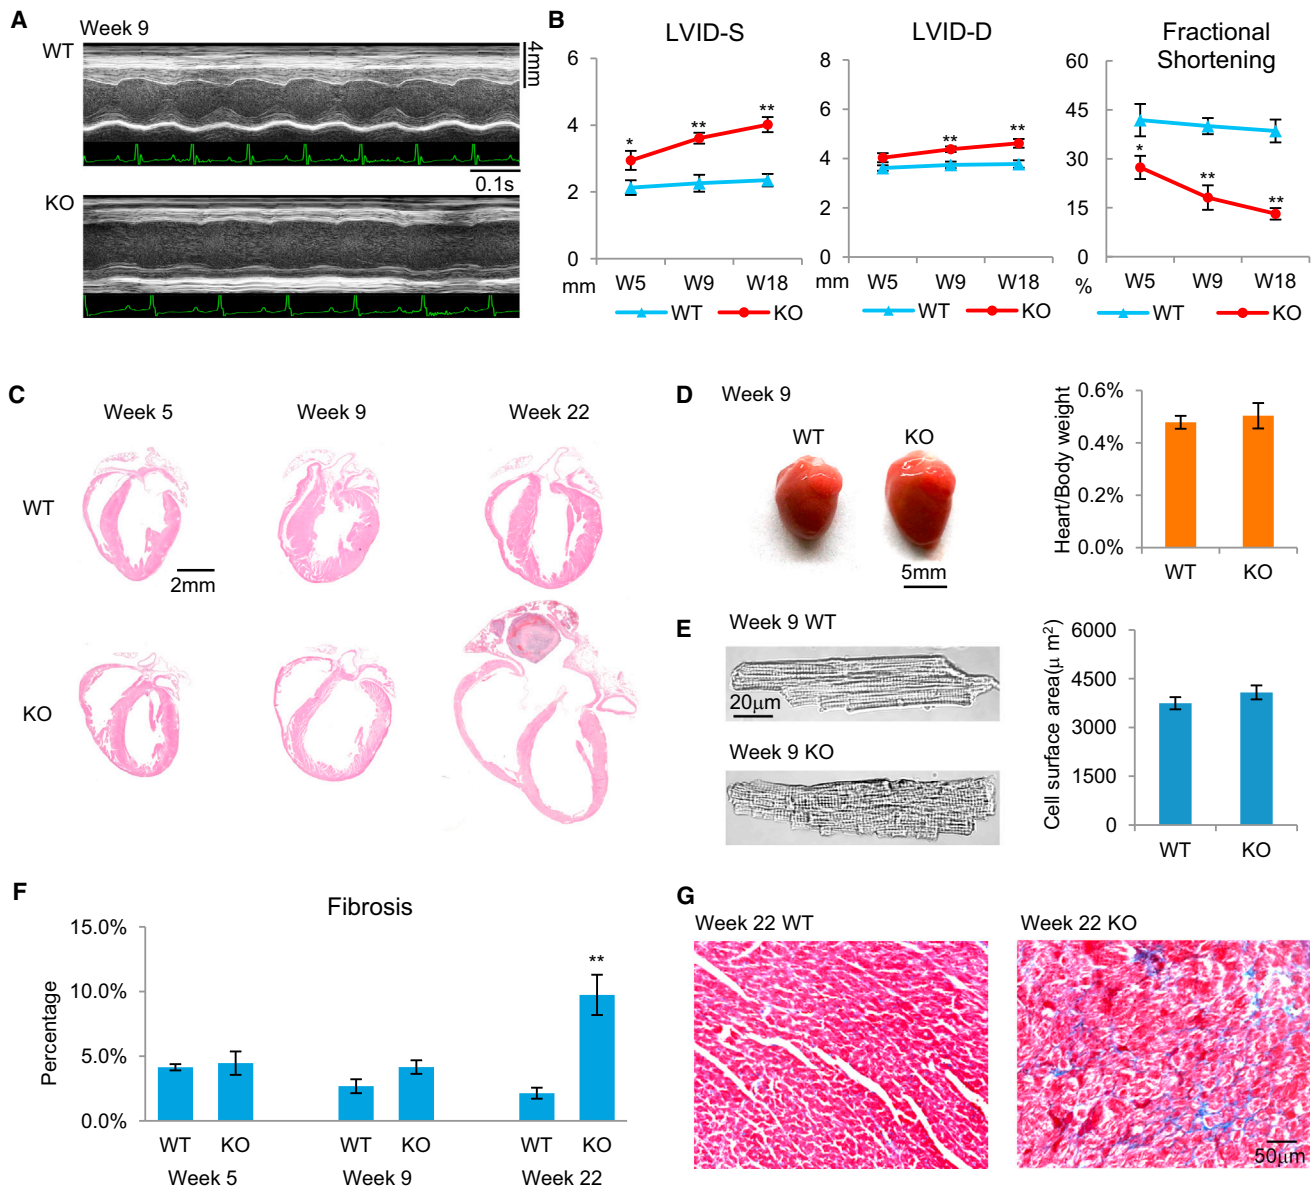 A
Week 9
WT
4mm
0.1s
KO
B
LVID-S
6
4
2
0
mm
* ** **
W5 W9 W18
WT KO
LVID-D
8
6
4
2
0
mm
** **
W5 W9 W18
WT KO
Fractional
Shortening
60
45
30
15
0
%
* ** **
W5 W9 W18
WT KO
C
Week 5 Week 9 Week 22
WT
2mm
KO
D
Week 9
WT KO
5mm
Heart/Body weight
0.6%
0.4%
0.2%
0.0%
WT KO
E
Week 9 WT
20μm
Week 9 KO
Cell surface area(μ m²)
6000
4500
3000
1500
0
WT KO
F
Fibrosis
Percentage
15.0%
10.0%
5.0%
0.0%
**
WT KO WT KO WT KO
Week 5 Week 9 Week 22
G
Week 22 WT Week 22 KO
50μm